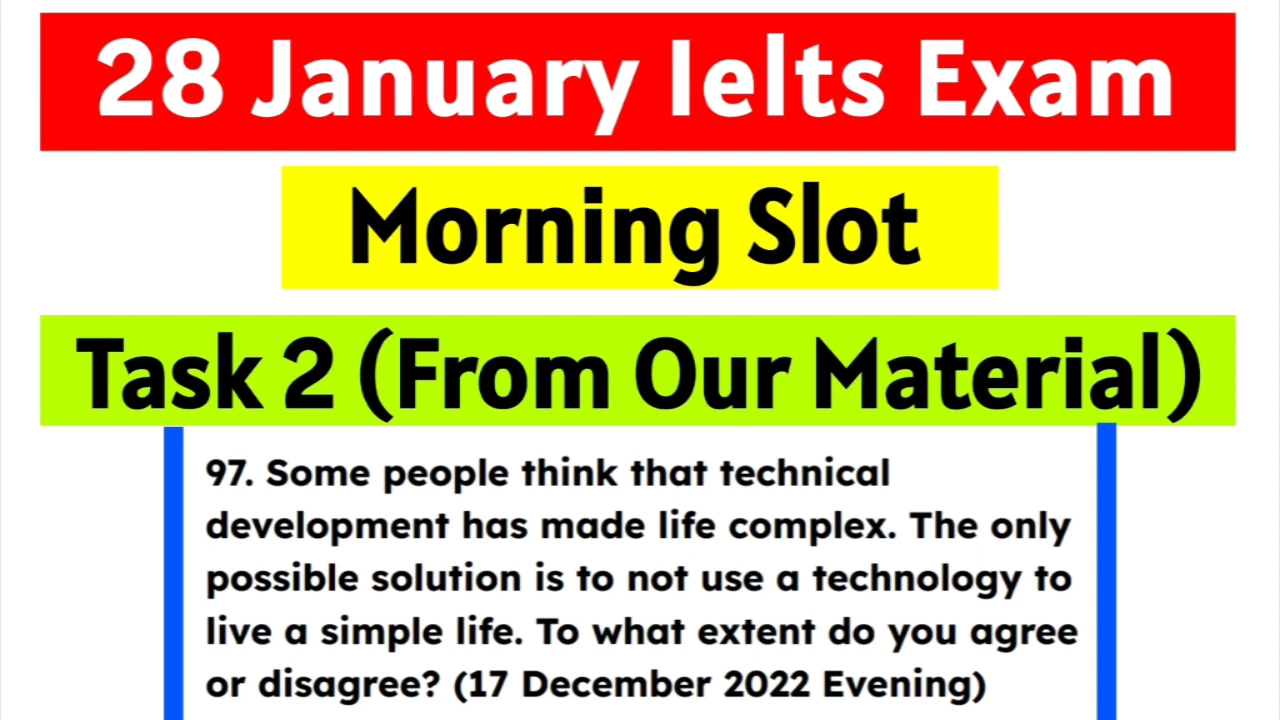 28 January Ielts Exam
Morning Slot
Task 2 (From Our Material)
97. Some people think that technical
development has made life complex. The only
possible solution is to not use a technology to
live a simple life. To what extent do you agree
or disagree? (17 December 2022 Evening)